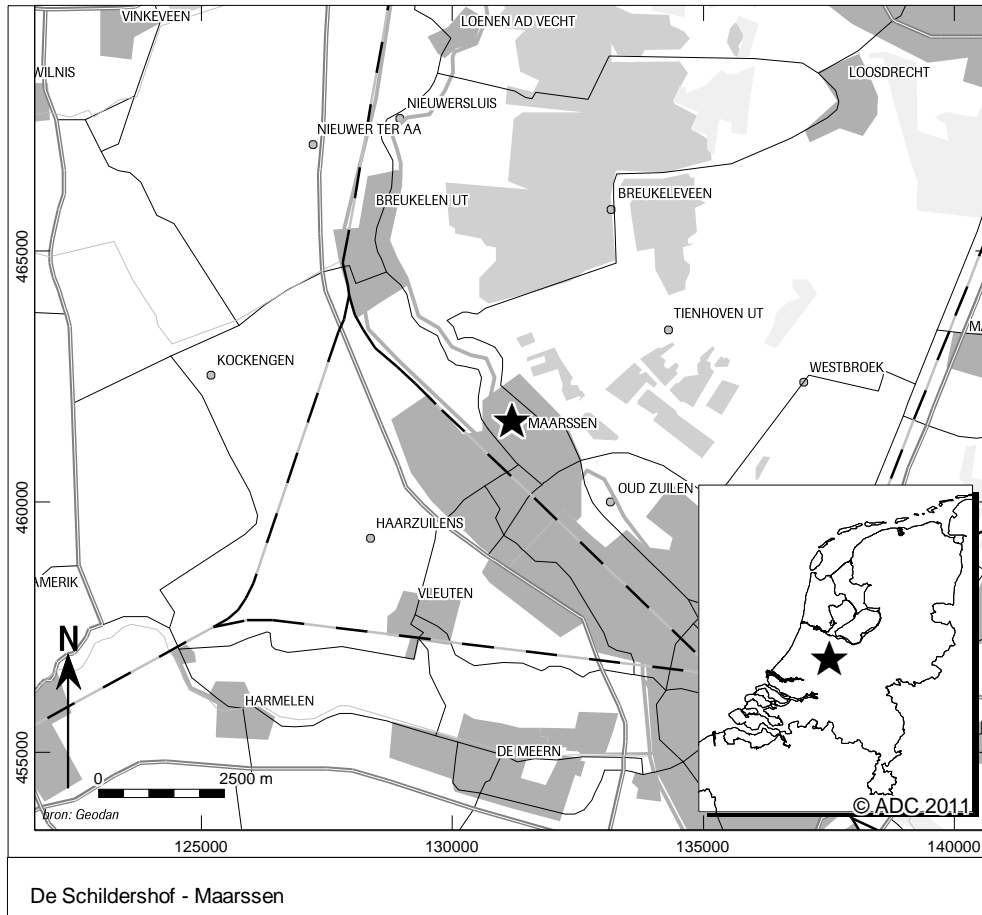 VINKEVEEN
LOENEN AD VECHT
WILNIS
LOOSDRECHT
NIEUWERSLUIS
NIEUWER TER AA
BREUKELEN UT
BREUKELEVEEN
465000
TIENHOVEN UT
MA
KOCKENGEN
WESTBROEK
MAARSSEN
460000
OUD ZUILEN
HAARZUILENS
AMERIK
VLEUTEN
N
HARMELEN
DE MEERN
455000
0 2500 m
bron: Geodan
© ADC 2011
125000 130000 135000 140000
De Schildershof - Maarssen